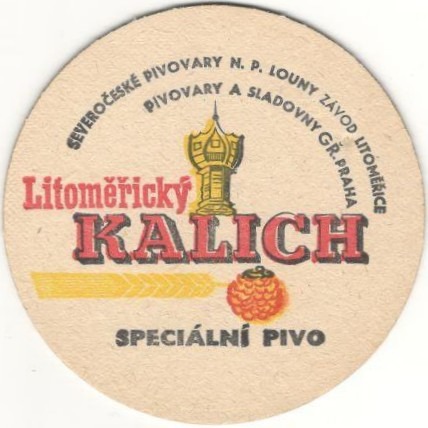 SEVEROČESKÉ PIVOVARY N. P. LOUNY ZÁVOD LITOMĚŘICE
PIVOVARY A SLADOVNY GŘ. PRAHA
Litoměřický
KALICH
SPECIÁLNÍ PIVO